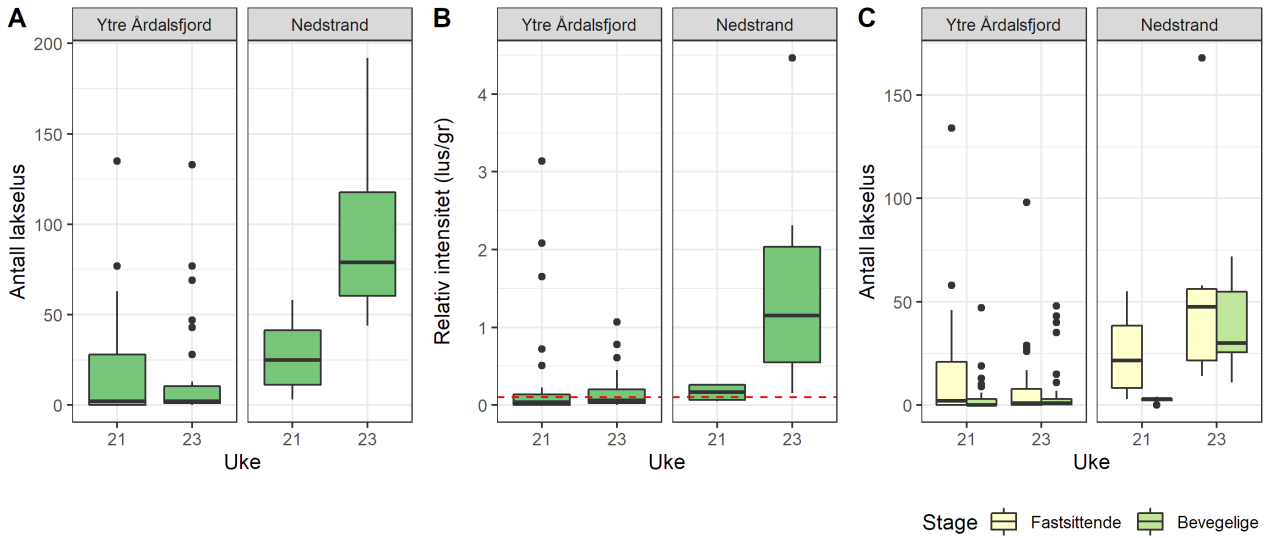 A
Ytre Årdalsfjord
Nedstrand
Antall lakselus
200
150
100
50
0
21
23
21
23
Uke
B
Ytre Årdalsfjord
Nedstrand
Relativ intensitet (lus/gr)
4
3
2
1
0
21
23
21
23
Uke
C
Ytre Årdalsfjord
Nedstrand
Antall lakselus
150
100
50
0
21
23
21
23
Uke
Stage
Fastsittende
Bevegelige